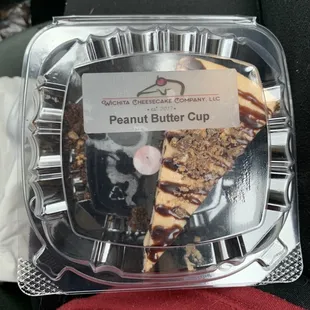 Wichita Cheesecake Company, LLC
Peanut Butter Cup